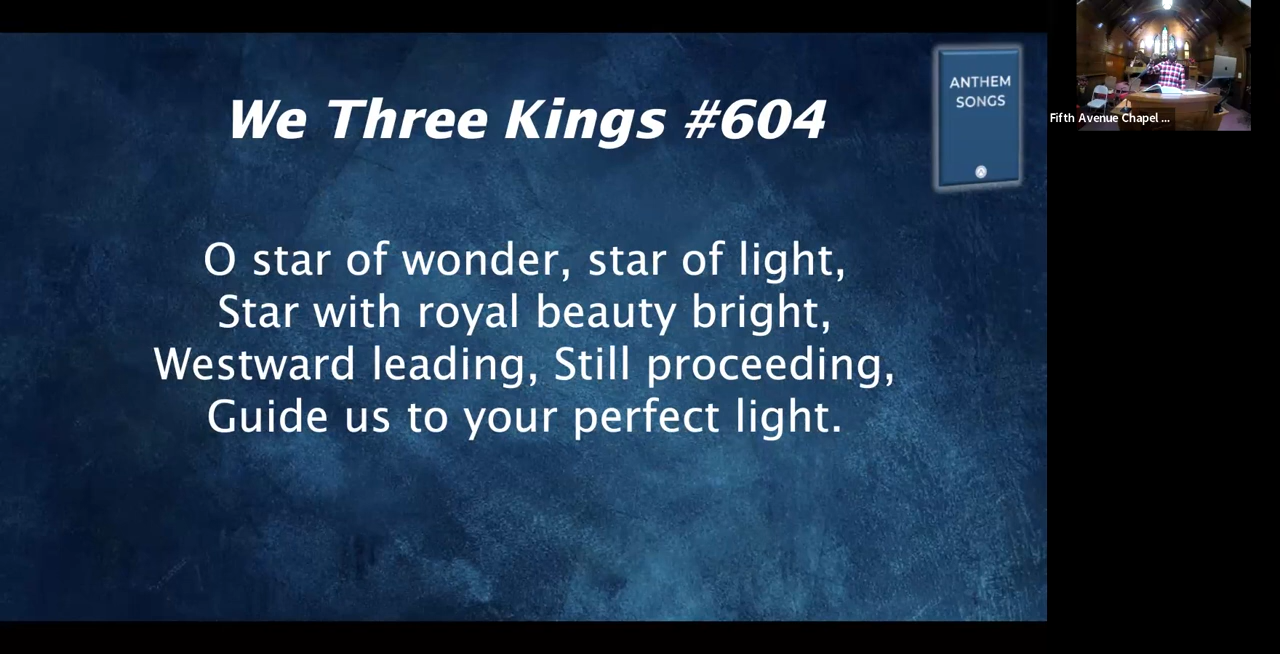 We Three Kings #604
ANTHEM
SONGS
O star of wonder, star of light,
Star with royal beauty bright,
Westward leading, Still proceeding,
Guide us to your perfect light.
Fifth Avenue Chapel ...